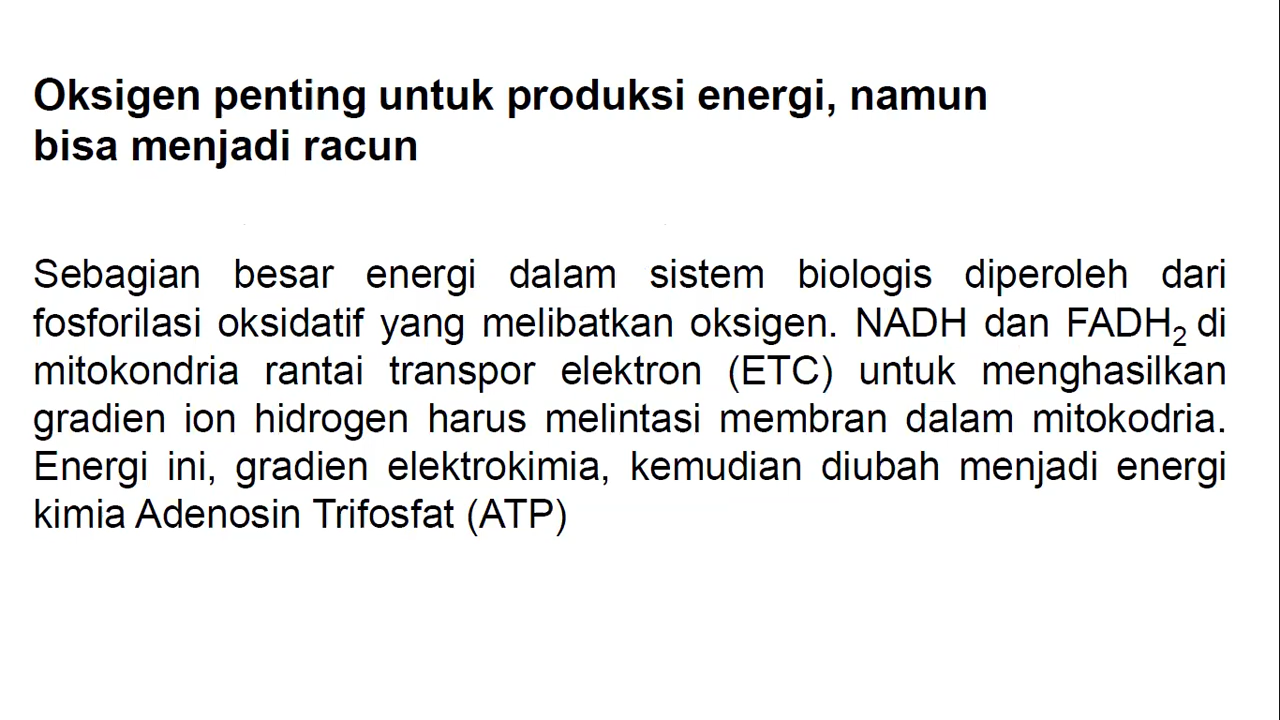 Oksigen penting untuk produksi energi, namun
bisa menjadi racun
Sebagian besar energi dalam sistem biologis diperoleh dari
fosforilasi oksidatif yang melibatkan oksigen. NADH dan FADH₂ di
mitokondria rantai transpor elektron (ETC) untuk menghasilkan
gradien ion hidrogen harus melintasi membran dalam mitokodria.
Energi ini, gradien elektrokimia, kemudian diubah menjadi energi
kimia Adenosin Trifosfat (ATP)